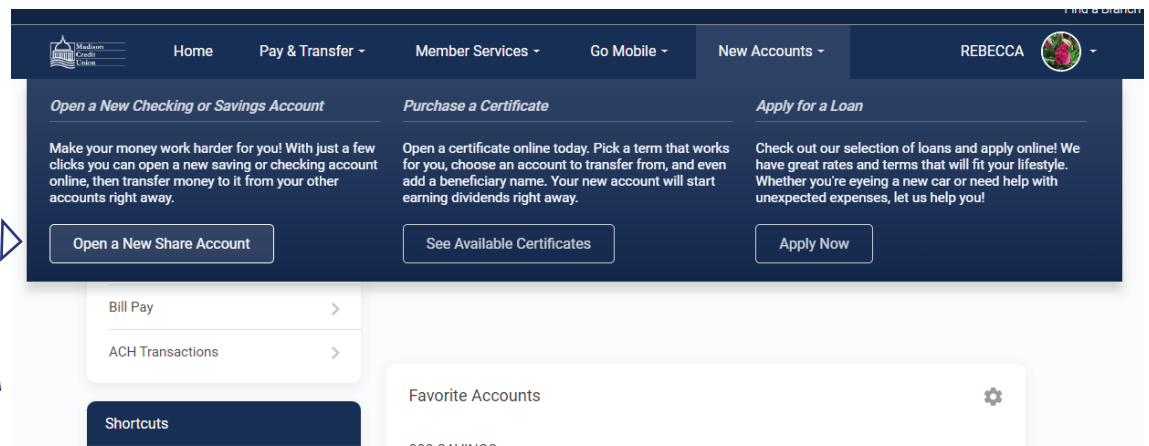 Find a Branch
Madison
Credit
Union
Home
Pay & Transfer
Member Services
Go Mobile
New Accounts
REBECCA
Open a New Checking or Savings Account
Make your money work harder for you! With just a few
clicks you can open a new saving or checking account
online, then transfer money to it from your other
accounts right away.
Open a New Share Account
Purchase a Certificate
Open a certificate online today. Pick a term that works
for you, choose an account to transfer from, and even
add a beneficiary name. Your new account will start
earning dividends right away.
See Available Certificates
Apply for a Loan
Check out our selection of loans and apply online! We
have great rates and terms that will fit your lifestyle.
Whether you're eyeing a new car or need help with
unexpected expenses, let us help you!
Apply Now
Bill Pay
ACH Transactions
Shortcuts
Favorite Accounts